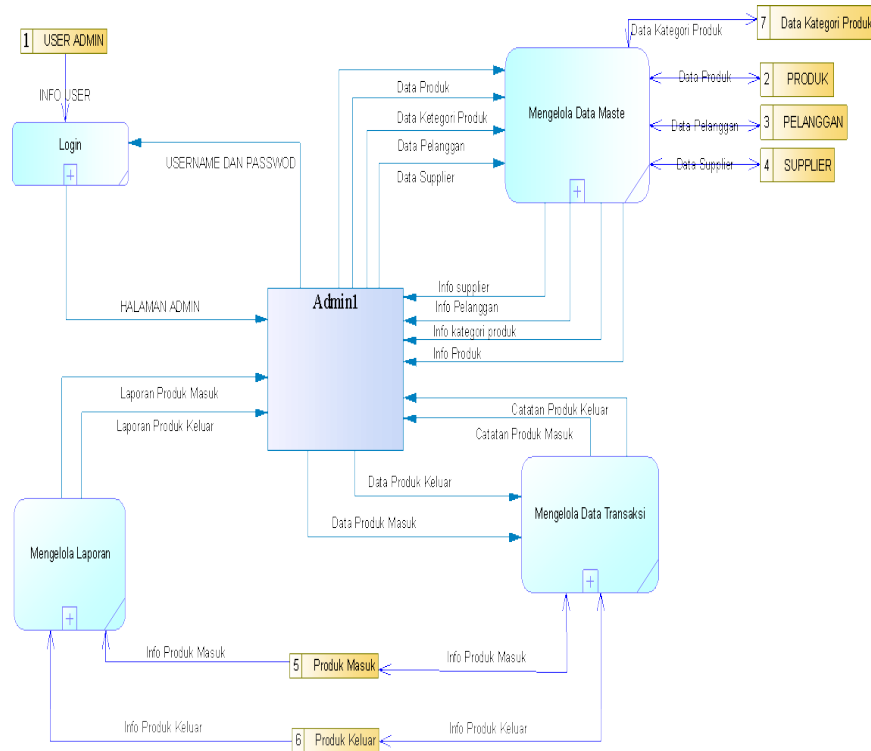 7 Data Kategori Produk
Data Kategori Produk
1 USER ADMIN
INFO USER
Login
USERNAME DAN PASSWOD
HALAMAN ADMIN
Data Produk
Data Ketegori Produk
Data Pelanggan
Data Supplier
Mengelola Data Maste
Data Produk
2 PRODUK
Data Pelanggan
3 PELANGGAN
Data Supplier
4 SUPPLIER
Info supplier
Info Pelanggan
Info kategori produk
Info Produk
Admin1
Laporan Produk Masuk
Laporan Produk Keluar
Catatan Produk Keluar
Catatan Produk Masuk
Data Produk Keluar
Data Produk Masuk
Mengelola Data Transaksi
Mengelola Laporan
Info Produk Masuk
5 Produk Masuk
Info Produk Masuk
Info Produk Keluar
6 Produk Keluar
Info Produk Keluar